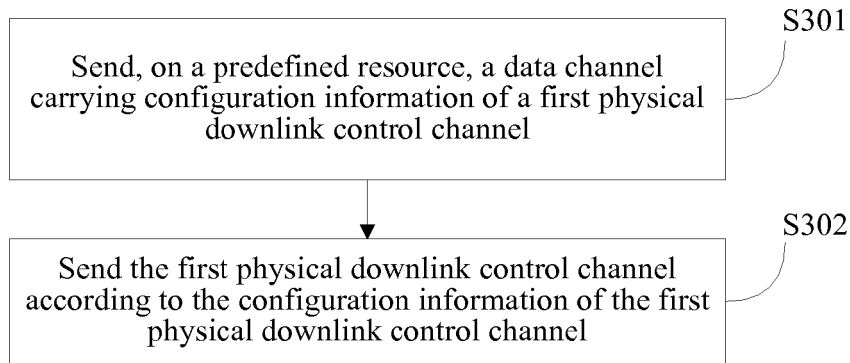 S301
Send, on a predefined resource, a data channel
carrying configuration information of a first physical
downlink control channel
S302
Send the first physical downlink control channel
according to the configuration information of the first
physical downlink control channel